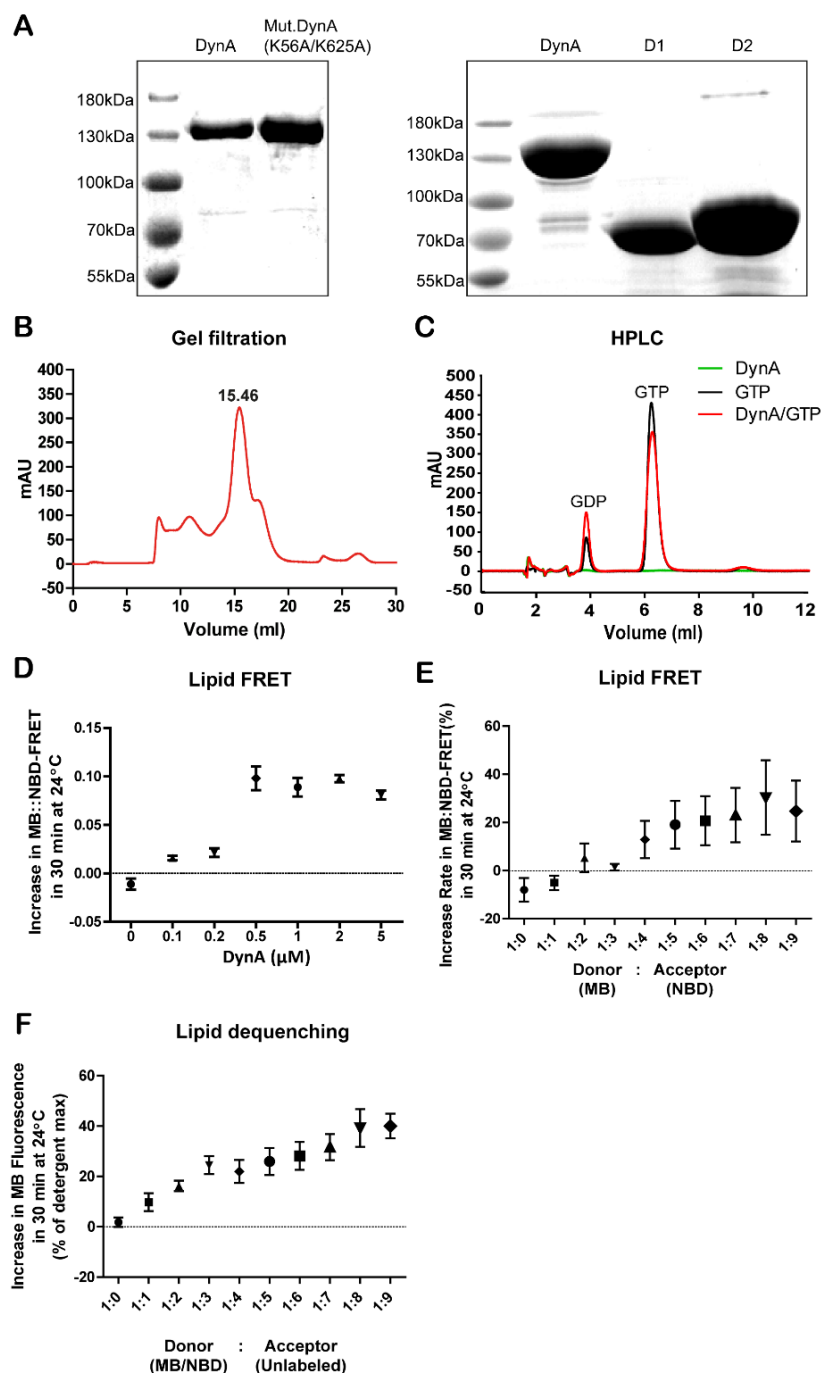 A
DynA
Mut.DynA
(K56A/K625A)
180kDa
130kDa
100kDa
70kDa
55kDa
DynA D1 D2
180kDa
130kDa
100kDa
70kDa
55kDa
B
Gel filtration
mAU
400
350
300
250
200
150
100
50
0
-50
15.46
0 10 15 20 25 30
Volume (ml)
C
HPLC
DynA
GTP
DynA/GTP
mAU
500
450
400
350
300
250
200
150
100
50
0
-50
GTP
GDP
0 2 4 6 8 10 12
Volume (ml)
D
Lipid FRET
Increase in MB::NBD-FRET
in 30 min at 24°C
0.15
0.10
0.05
0.00
-0.05
0 0.1 0.2 0.5 1 2 5
DynA (µM)
E
Lipid FRET
Increase Rate in MB:NBD-FRET(%)
in 30 min at 24°C
60
40
20
0
-20
1:0 1:1 1:2 1:3 1:4 1:5 1:6 1:7 1:8 1:9
Donor : Acceptor
(MB) (NBD)
F
Lipid dequenching
Increase in MB Fluorescence
in 30 min at 24°C
(% of detergent max)
60
40
20
0
-20
1:0 1:1 1:2 1:3 1:4 1:5 1:6 1:7 1:8 1:9
Donor : Acceptor
(MB/NBD) (Unlabeled)